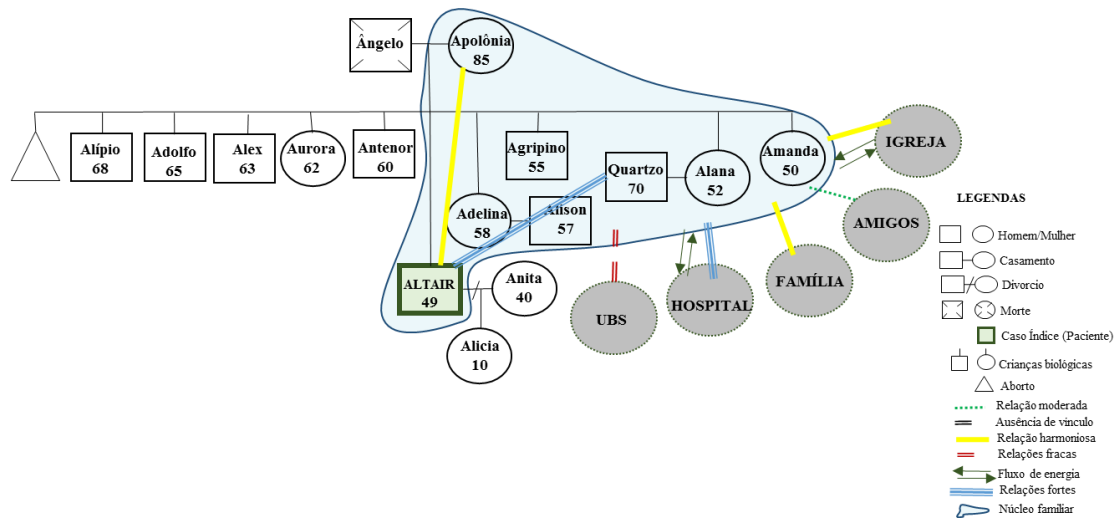 Ângelo
Apolônia
85
Alípio
68
Adolfo
65
Alex
63
Aurora
62
Antenor
60
Agripino
55
Quartzo
70
Alana
52
Amanda
50
Adelina
58
Alison
57
ALTAIR
49
Anita
40
Alicia
10
IGREJA
AMIGOS
FAMÍLIA
HOSPITAL
UBS
LEGENDAS
Homem/Mulher
Casamento
Divorcio
Morte
Caso Índice (Paciente)
Crianças biológicas
Aborto
Relação moderada
Ausência de vinculo
Relação harmoniosa
Relações fracas
Fluxo de energia
Relações fortes
Núcleo familiar